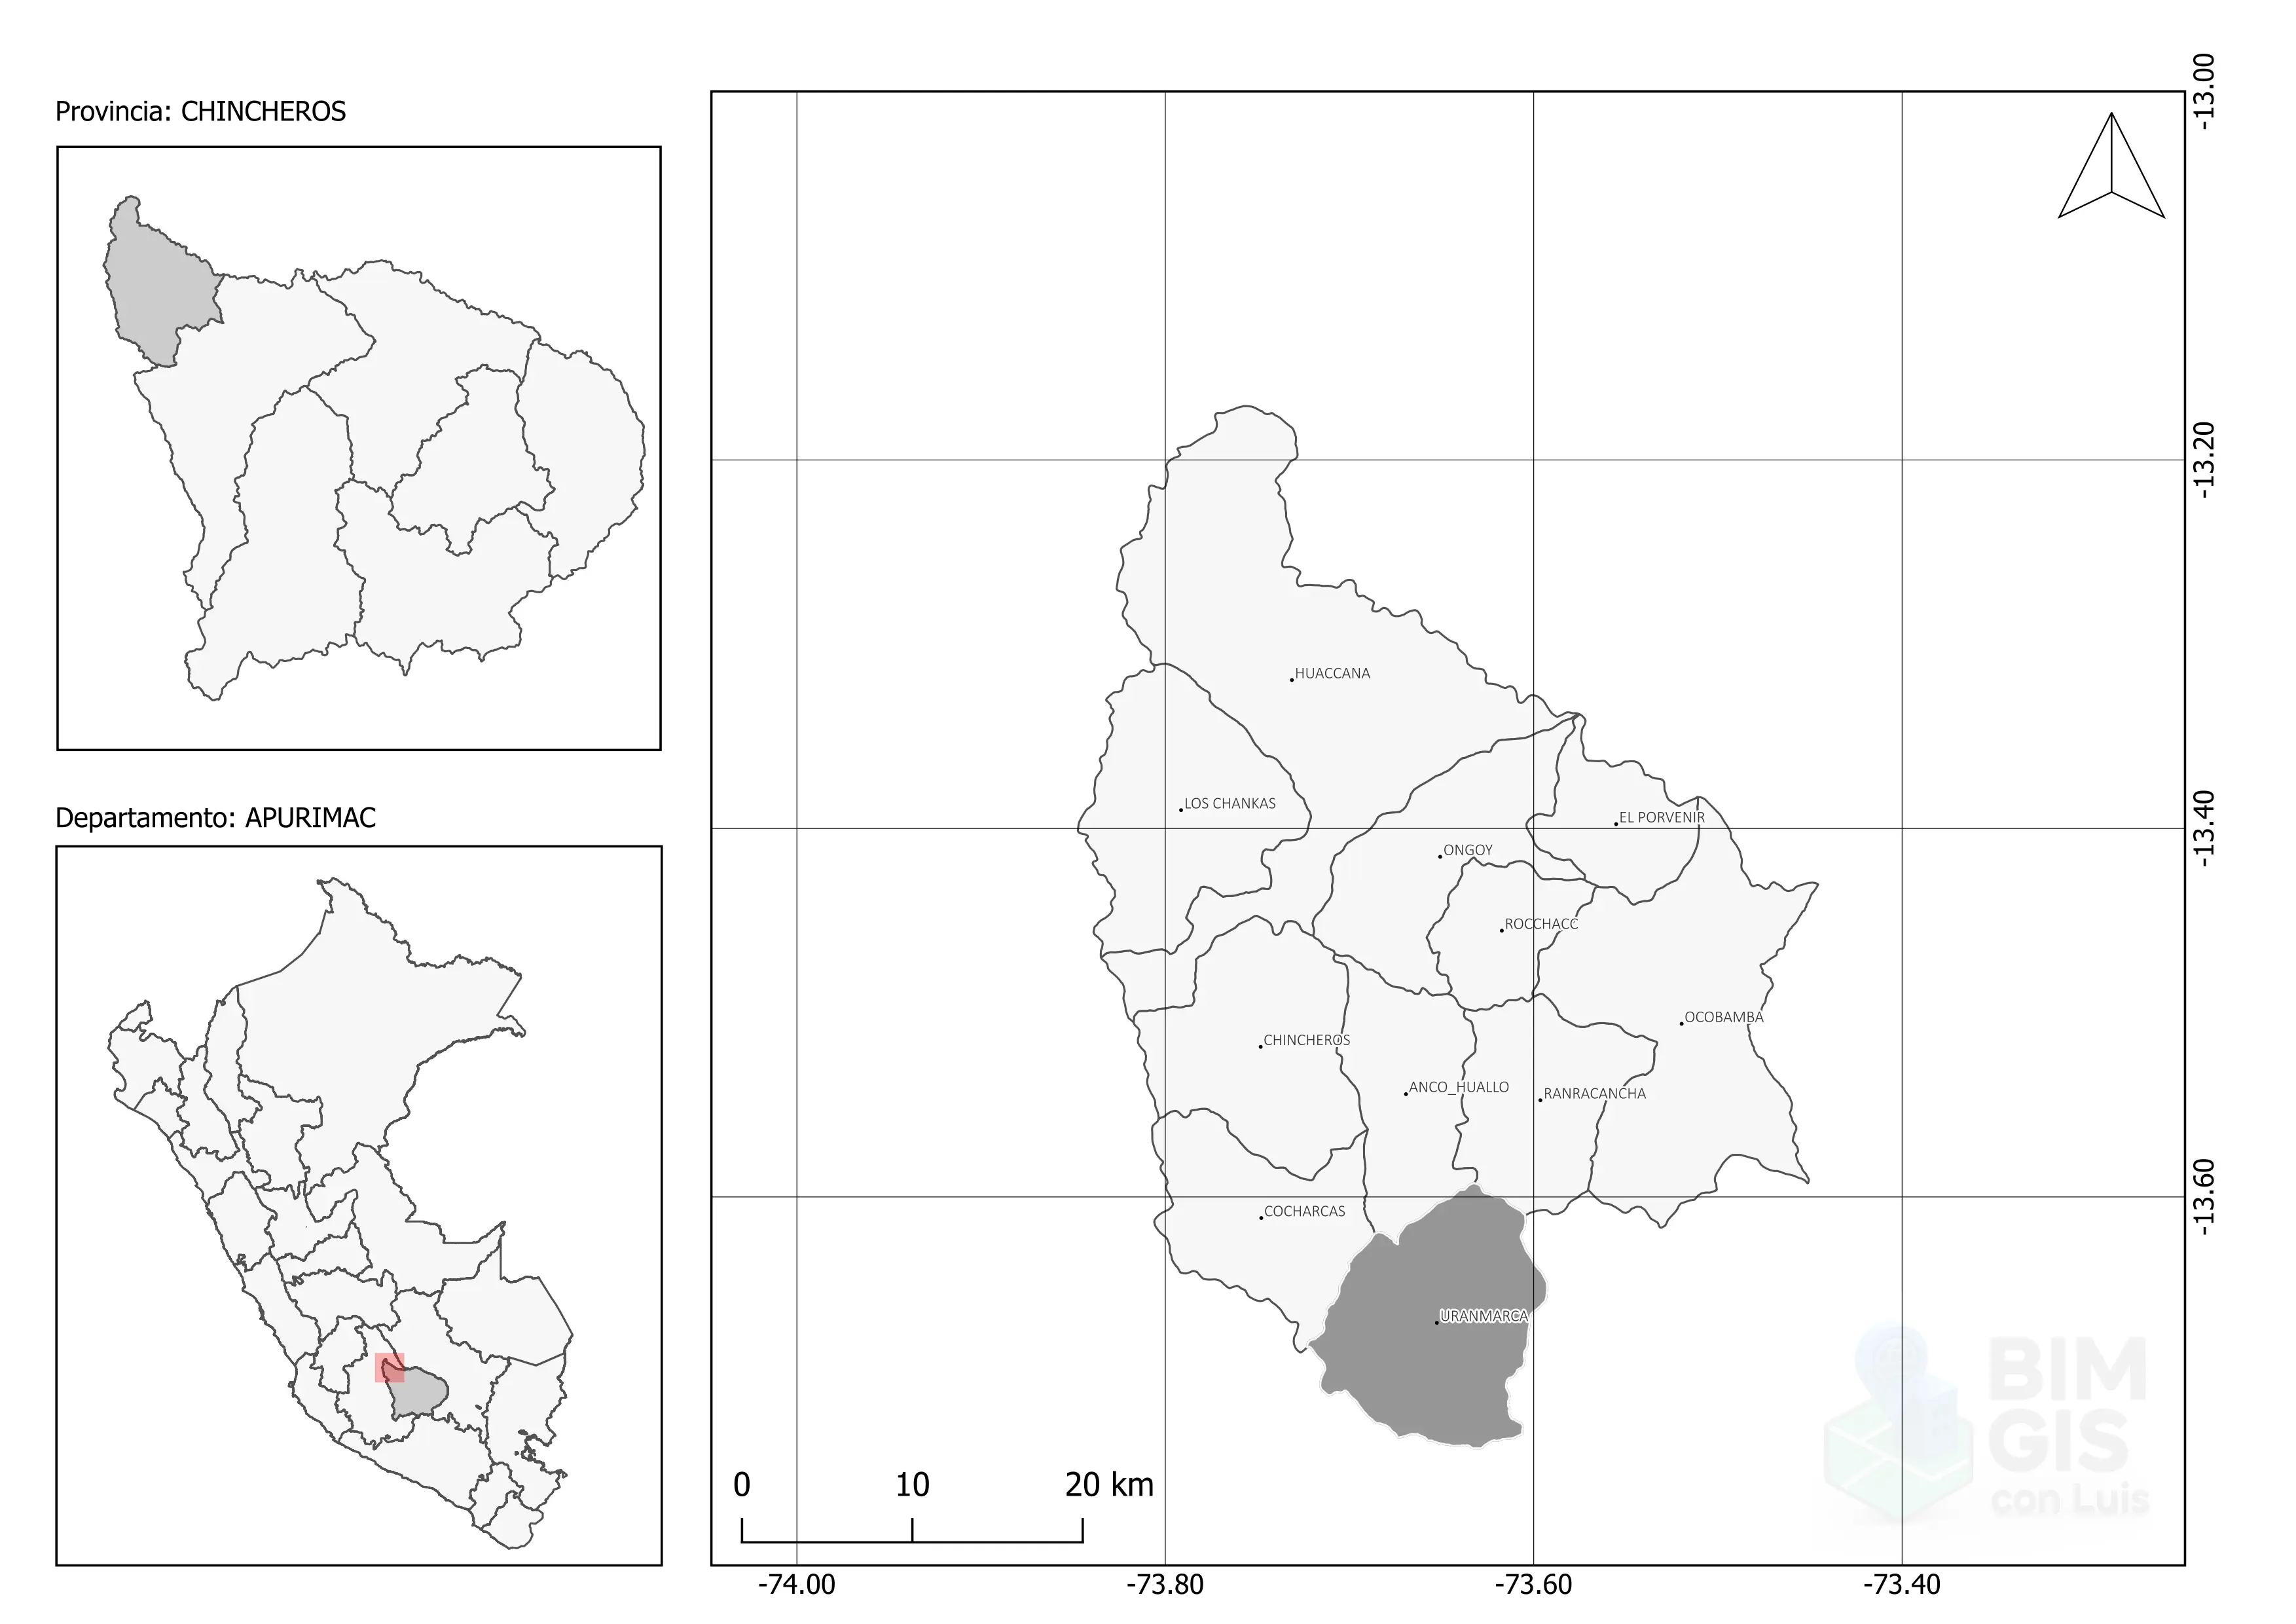 Provincia: CHINCHEROS
Departamento: APURIMAC
-13.00
-13.20
-13.40
-13.60
HUACCANA
LOS CHANKAS
EL PORVENIR
ONGOY
ROCCHACC
OCOBAMBA
CHINCHEROS
ANCO_HUALLO
RANRACANCHA
COCHARCAS
URANMARCA
BIM
GIS
con Luis
0 10 20 km
-74.00 -73.80 -73.60 -73.40